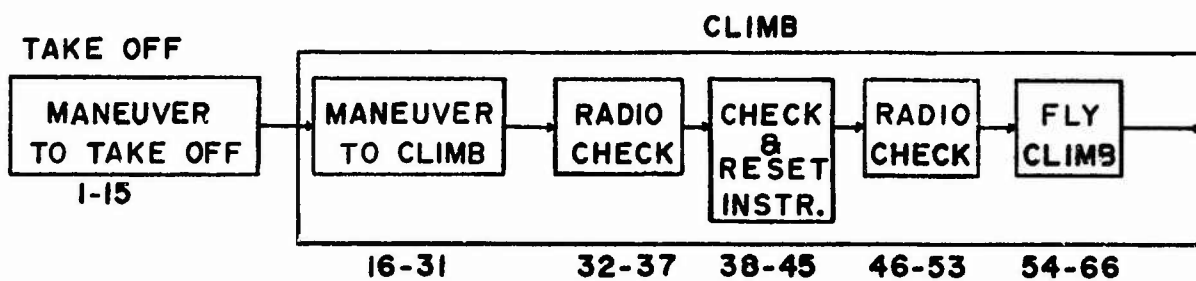 CLIMB
TAKE OFF
MANEUVER
TO TAKE OFF
1-15
MANEUVER
TO CLIMB
RADIO
CHECK
CHECK
&
RESET
INSTR.
RADIO
CHECK
FLY
CLIMB
16-31
32-37
38-45
46-53
54-66